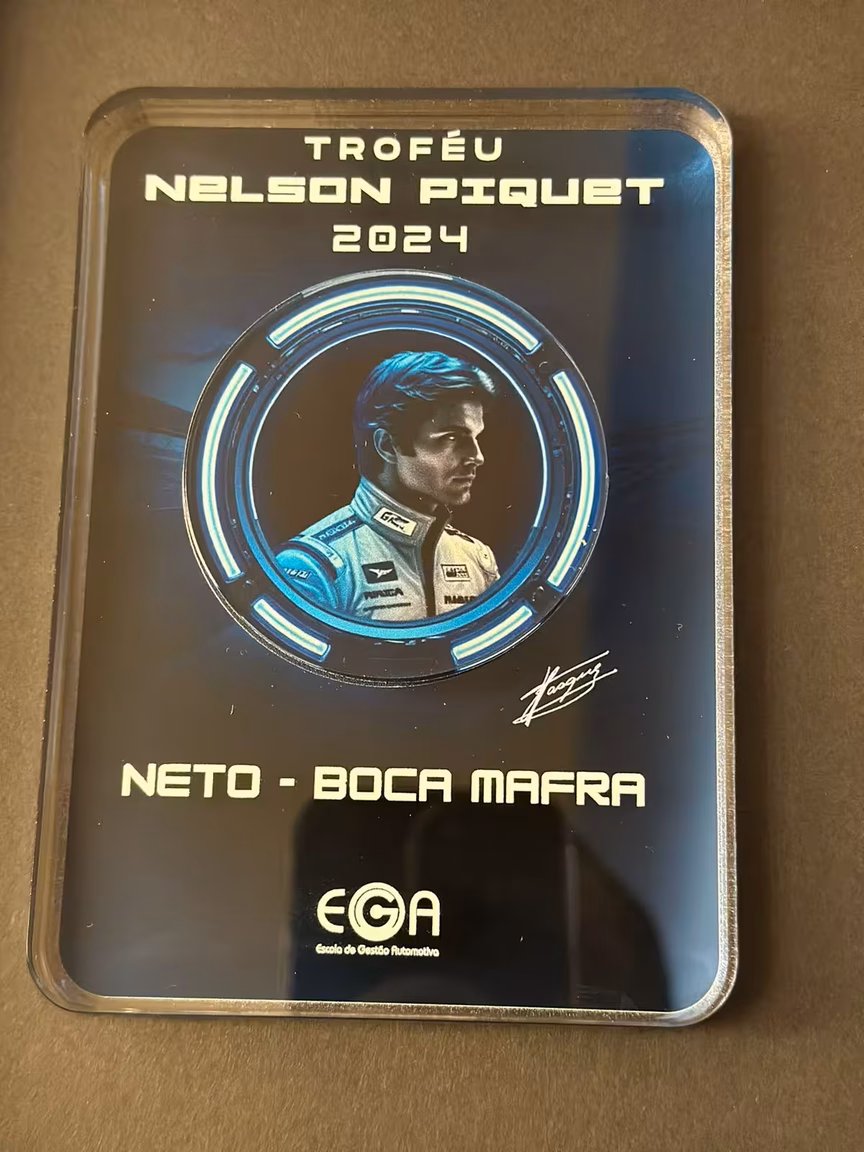 TROFÉU
NELSON PIQUET
2024
NETO - BOCA MAFRA
EGA
Escola de Gestão Automotiva